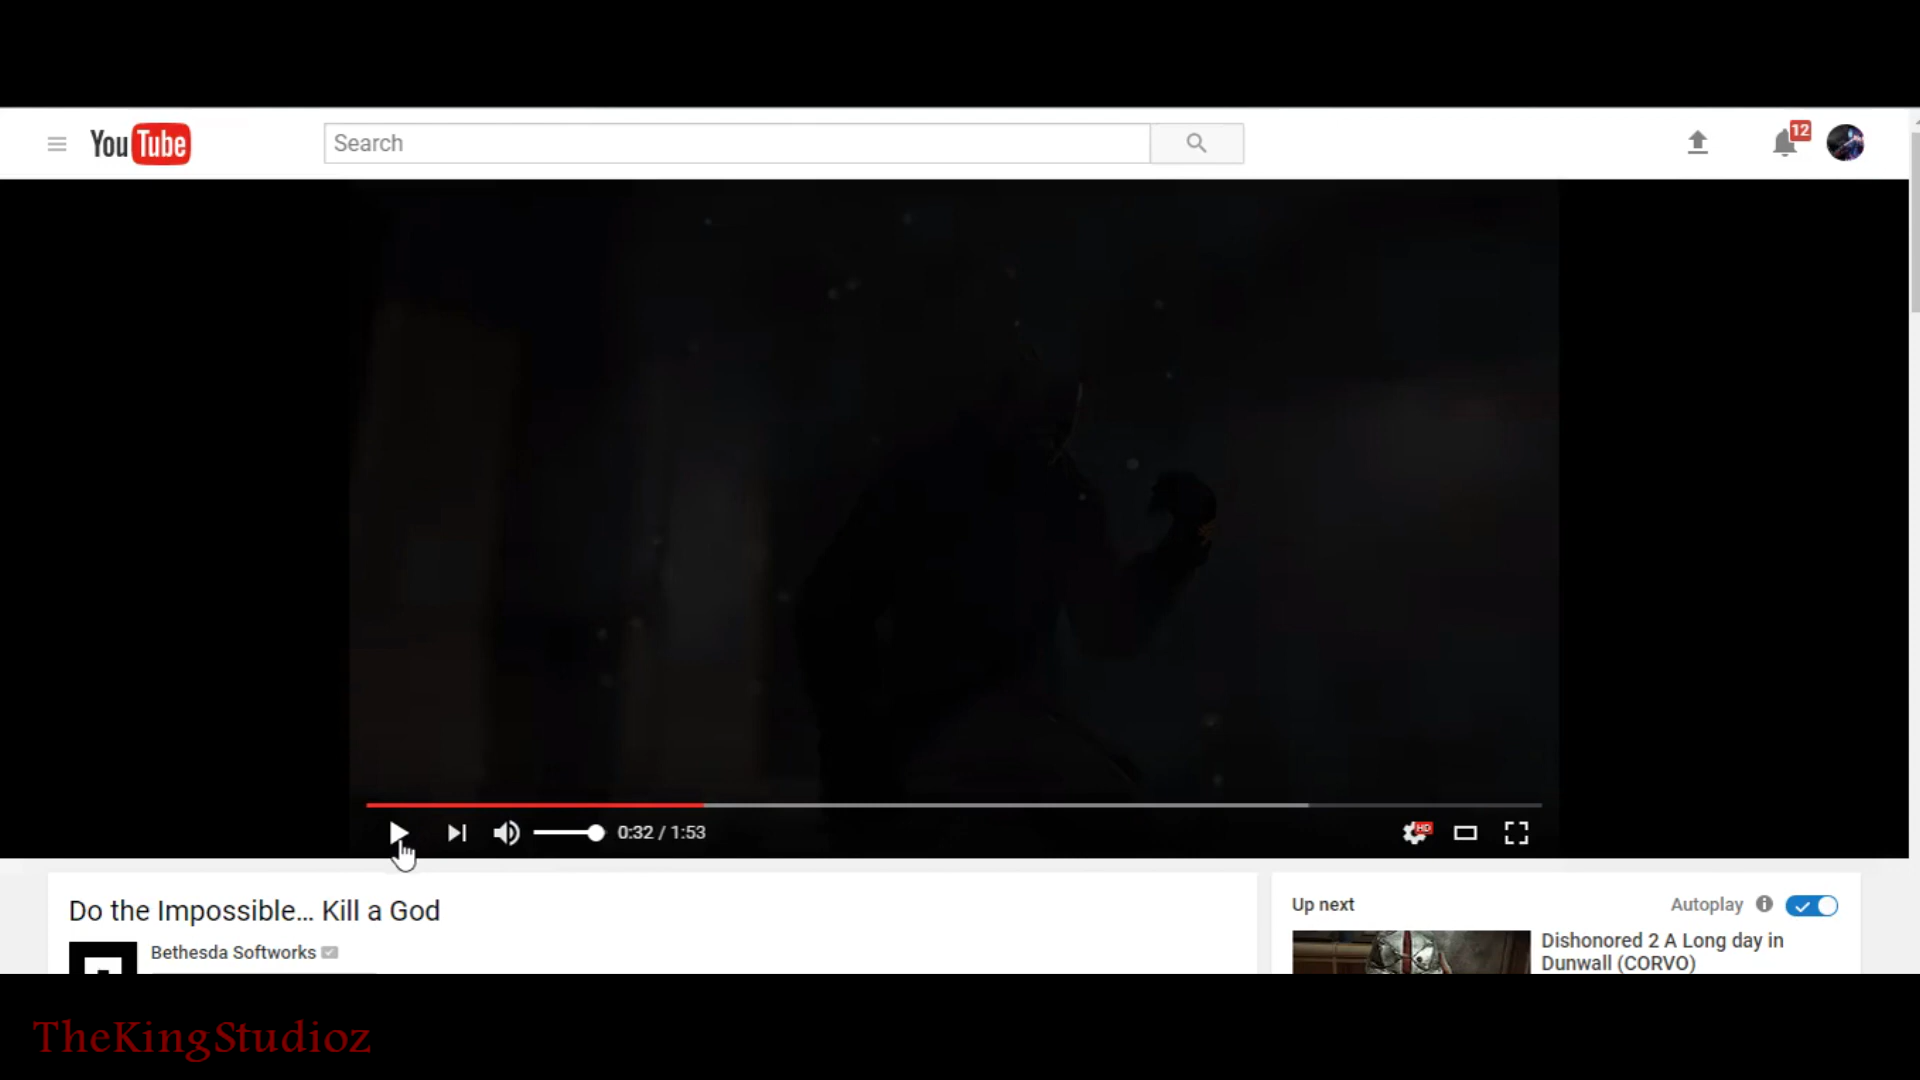 YouTube
Search
12
0:32 / 1:53
HD
Do the Impossible... Kill a God
Bethesda Softworks
Up next
Autoplay
Dishonored 2 A Long day in
Dunwall (CORVO)
TheKingStudioz